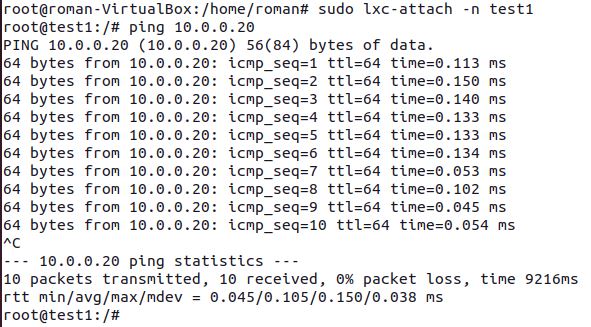 root@roman-VirtualBox:/home/roman# sudo lxc-attach -n test1
root@test1:/# ping 10.0.0.20
PING 10.0.0.20 (10.0.0.20) 56(84) bytes of data.
64 bytes from 10.0.0.20: icmp_seq=1 ttl=64 time=0.113 ms
64 bytes from 10.0.0.20: icmp_seq=2 ttl=64 time=0.150 ms
64 bytes from 10.0.0.20: icmp_seq=3 ttl=64 time=0.140 ms
64 bytes from 10.0.0.20: icmp_seq=4 ttl=64 time=0.133 ms
64 bytes from 10.0.0.20: icmp_seq=5 ttl=64 time=0.133 ms
64 bytes from 10.0.0.20: icmp_seq=6 ttl=64 time=0.134 ms
64 bytes from 10.0.0.20: icmp_seq=7 ttl=64 time=0.053 ms
64 bytes from 10.0.0.20: icmp_seq=8 ttl=64 time=0.102 ms
64 bytes from 10.0.0.20: icmp_seq=9 ttl=64 time=0.045 ms
64 bytes from 10.0.0.20: icmp_seq=10 ttl=64 time=0.054 ms
^C
--- 10.0.0.20 ping statistics ---
10 packets transmitted, 10 received, 0% packet loss, time 9216ms
rtt min/avg/max/mdev = 0.045/0.105/0.150/0.038 ms
root@test1:/#